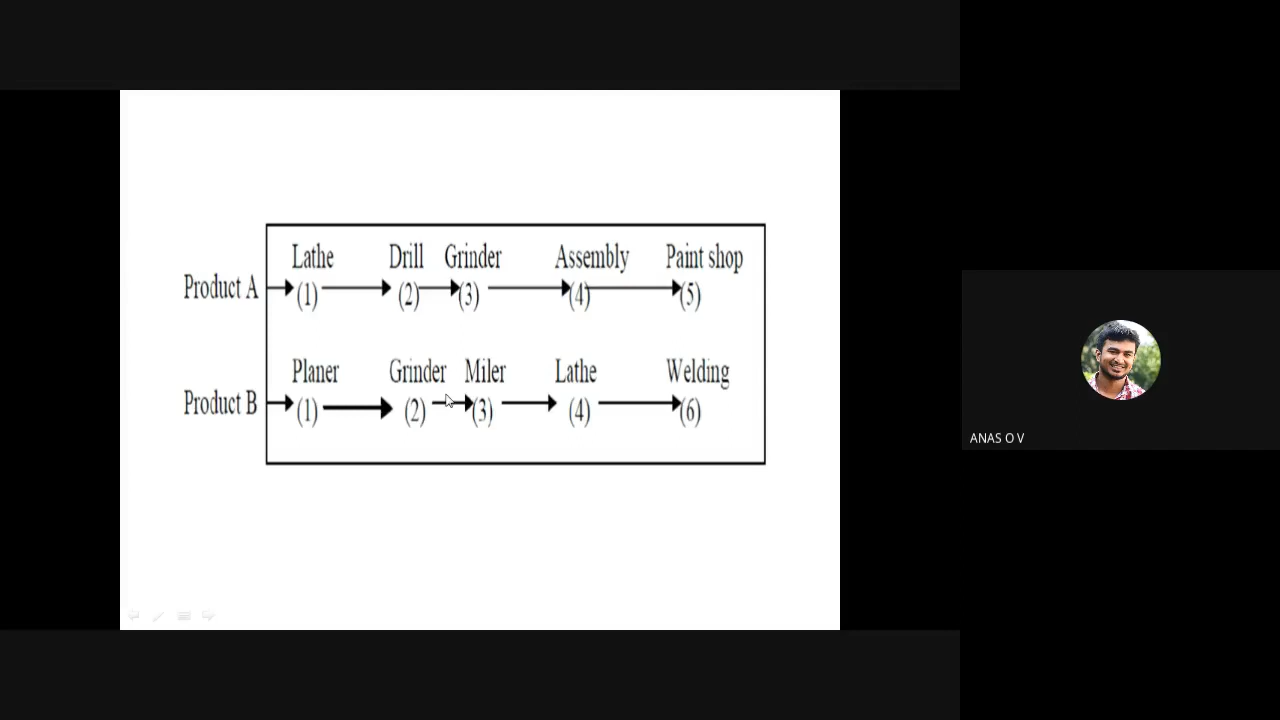 Lathe Drill Grinder Assembly Paint shop
Product A (1) (2) (3) (4) (5)
Planer Grinder Miler Lathe Welding
Product B (1) (2) (3) (4) (6)
ANAS O V